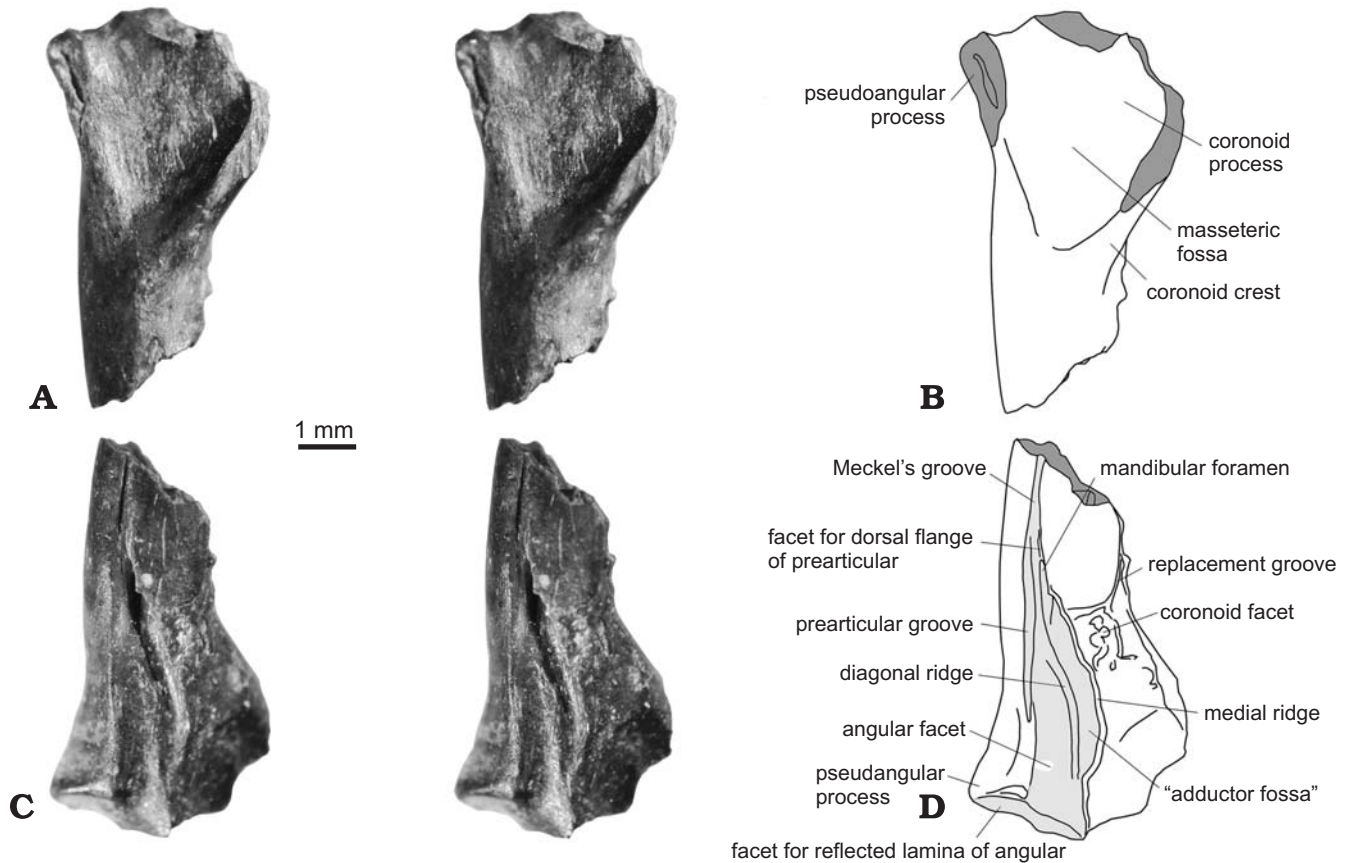 pseudoangular
process
coronoid
process
masseteric
fossa
coronoid crest
A
B
1 mm
Meckel's groove
mandibular foramen
facet for dorsal flange
of prearticular
replacement groove
coronoid facet
prearticular groove
diagonal ridge
medial ridge
angular facet
pseudangular
process
"adductor fossa"
C
D
facet for reflected lamina of angular